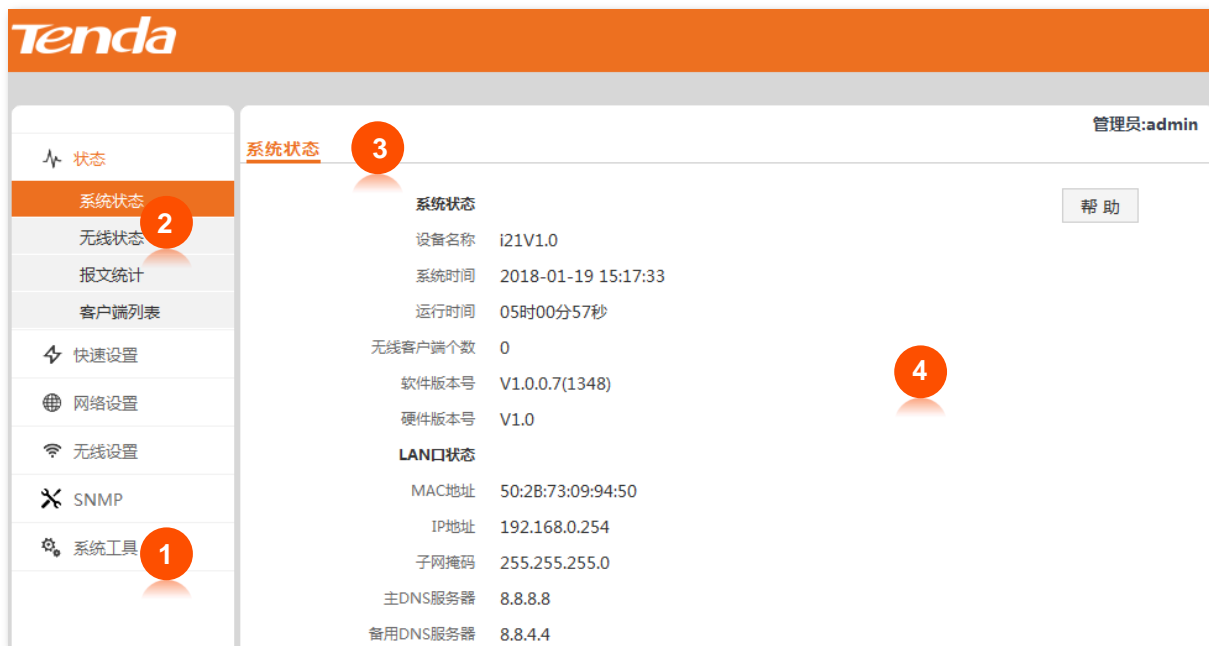 Tenda
管理员:admin
状态
系统状态
无线状态
报文统计
客户端列表
快速设置
网络设置
无线设置
SNMP
系统工具
1
2
系统状态
3
系统状态
帮 助
设备名称 i21V1.0
系统时间 2018-01-19 15:17:33
运行时间 05时00分57秒
无线客户端个数 0
4
软件版本号 V1.0.0.7(1348)
硬件版本号 V1.0
LAN口状态
MAC地址 50:2B:73:09:94:50
IP地址 192.168.0.254
子网掩码 255.255.255.0
主DNS服务器 8.8.8.8
备用DNS服务器 8.8.4.4